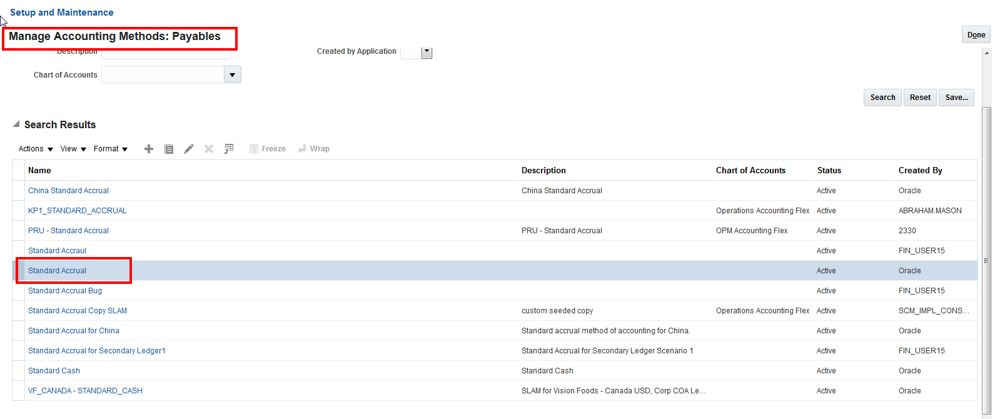 Setup and Maintenance
Manage Accounting Methods: Payables
Done
Description
Created by Application
Chart of Accounts
Search Reset Save...
Search Results
Actions View Format Freeze Wrap
Name Description Chart of Accounts Status Created By
China Standard Accrual China Standard Accrual Active Oracle
KP1_STANDARD_ACCRUAL Operations Accounting Flex Active ABRAHAM.MASON
PRU - Standard Accrual PRU - Standard Accrual OPM Accounting Flex Active 2330
Standard Accraul Active FIN_USER15
Standard Accrual Active Oracle
Standard Accrual Bug Active FIN_USER15
Standard Accrual Copy SLAM custom seeded copy Operations Accounting Flex Active SCM_IMPL_CONS...
Standard Accrual for China Standard accrual method of accounting for China. Active Oracle
Standard Accrual for Secondary Ledger1 Standard Accrual for Secondary Ledger Scenario 1 Active FIN_USER15
Standard Cash Standard Cash Active Oracle
VF_CANADA - STANDARD_CASH SLAM for Vision Foods - Canada USD, Corp COA Le... Active Oracle